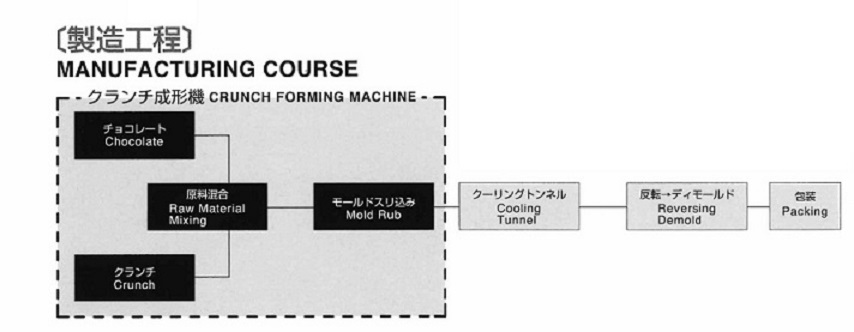 〔製造工程〕
MANUFACTURING COURSE
クランチ成形機 CRUNCH FORMING MACHINE
チョコレート
Chocolate
原料混合
Raw Material
Mixing
クランチ
Crunch
モールドスリ込み
Mold Rub
クーリングトンネル
Cooling
Tunnel
反転→ディモールド
Reversing
Demold
包装
Packing